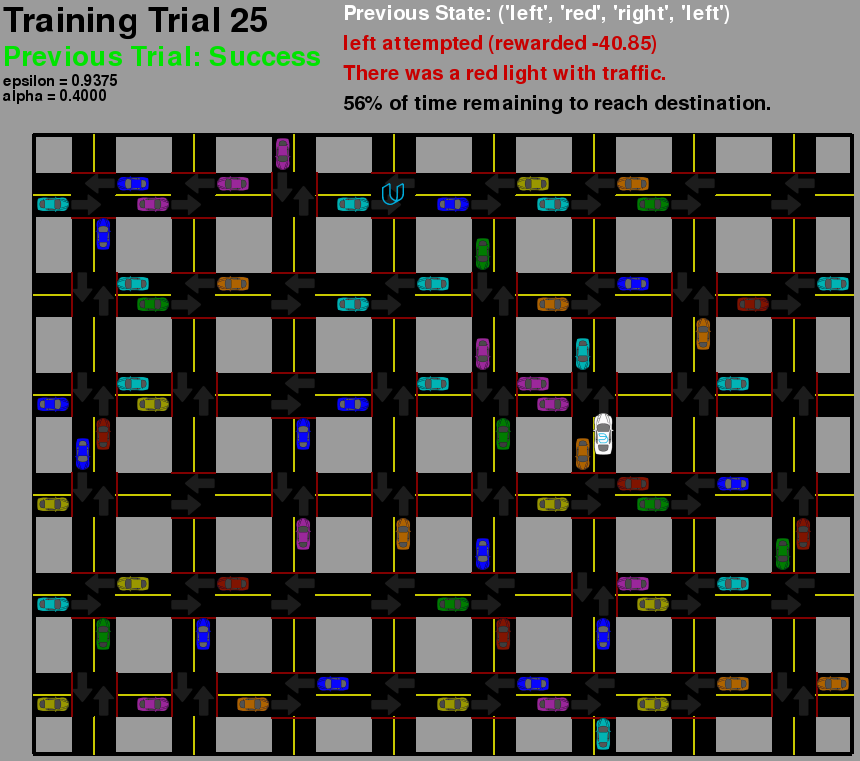 Training Trial 25
Previous Trial: Success
epsilon = 0.9375
alpha = 0.4000
Previous State: ('left', 'red', 'right', 'left')
left attempted (rewarded -40.85)
There was a red light with traffic.
56% of time remaining to reach destination.